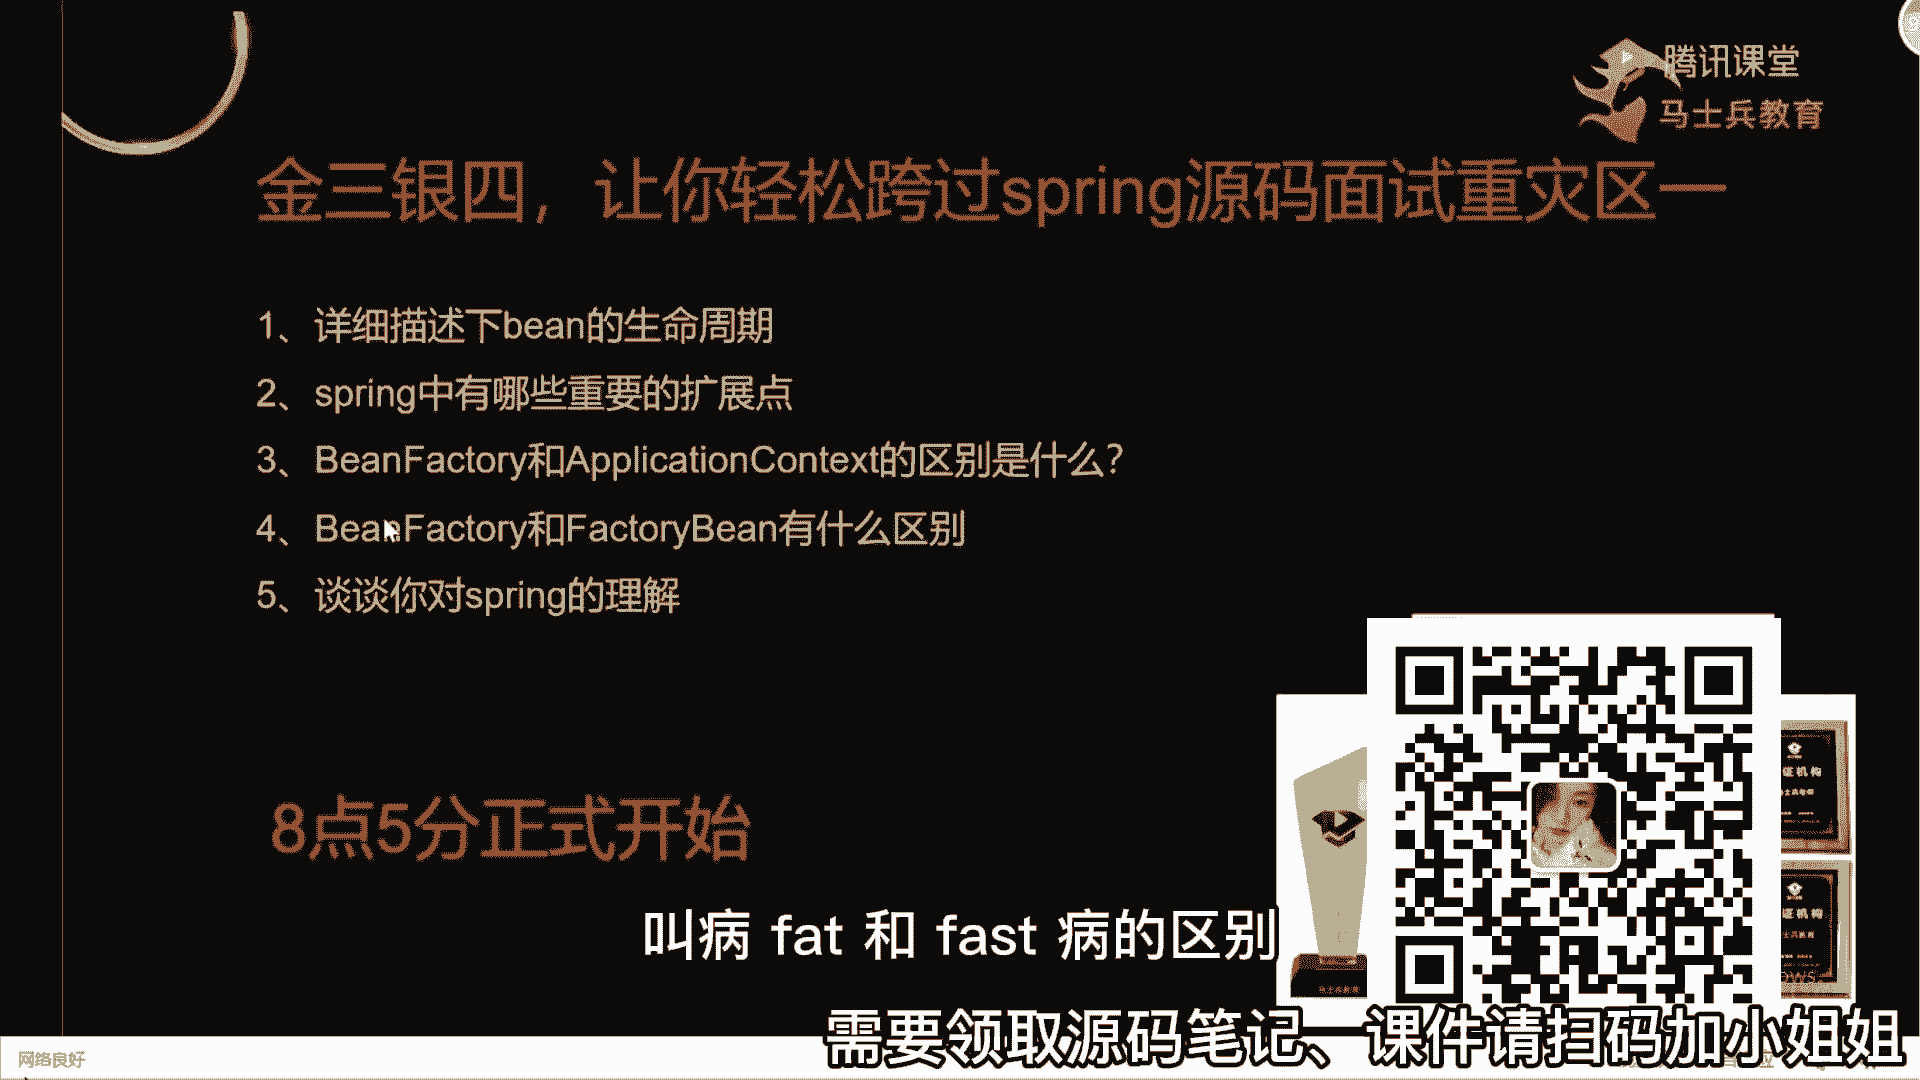 腾讯课堂
马士兵教育
金三银四，让你轻松跨过spring源码面试重灾区一
1、详细描述下bean的生命周期
2、spring中有哪些重要的扩展点
3、BeanFactory和ApplicationContext的区别是什么？
4、BeanFactory和FactoryBean有什么区别
5、谈谈你对spring的理解
8点5分正式开始
叫病 fat 和 fast 病的区别
需要领取源码笔记、课件请扫码加小姐姐
网络良好